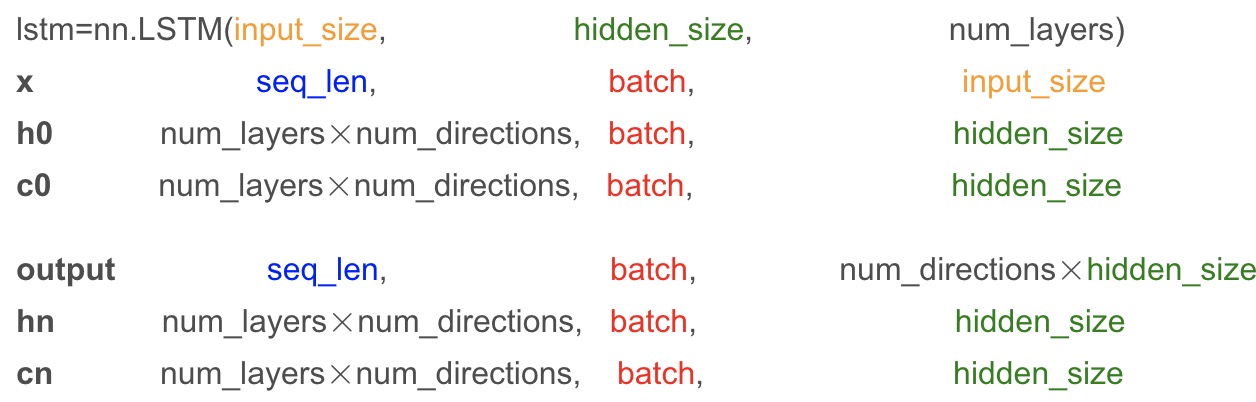 lstm=nn.LSTM(input_size, hidden_size, num_layers)
x seq_len, batch, input_size
h0 num_layers×num_directions, batch, hidden_size
c0 num_layers×num_directions, batch, hidden_size
output seq_len, batch, num_directions×hidden_size
hn num_layers×num_directions, batch, hidden_size
cn num_layers×num_directions, batch, hidden_size